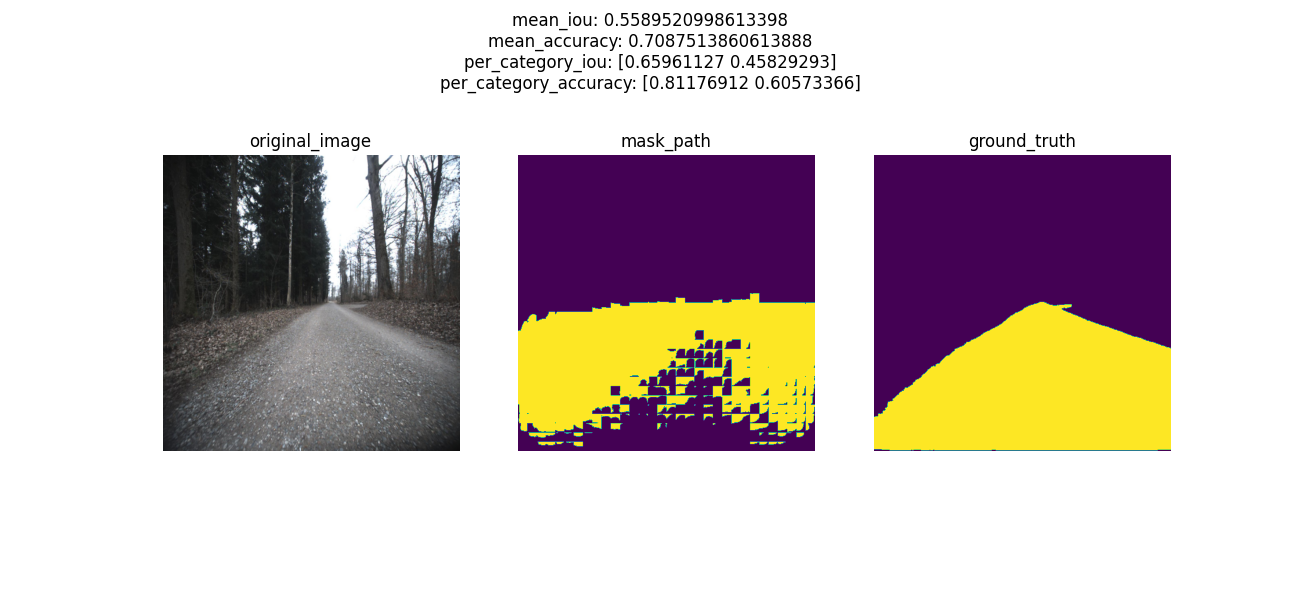 mean_iou: 0.5589520998613398
mean_accuracy: 0.7087513860613888
per_category_iou: [0.65961127 0.45829293]
per_category_accuracy: [0.81176912 0.60573366]
original_image
mask_path
ground_truth